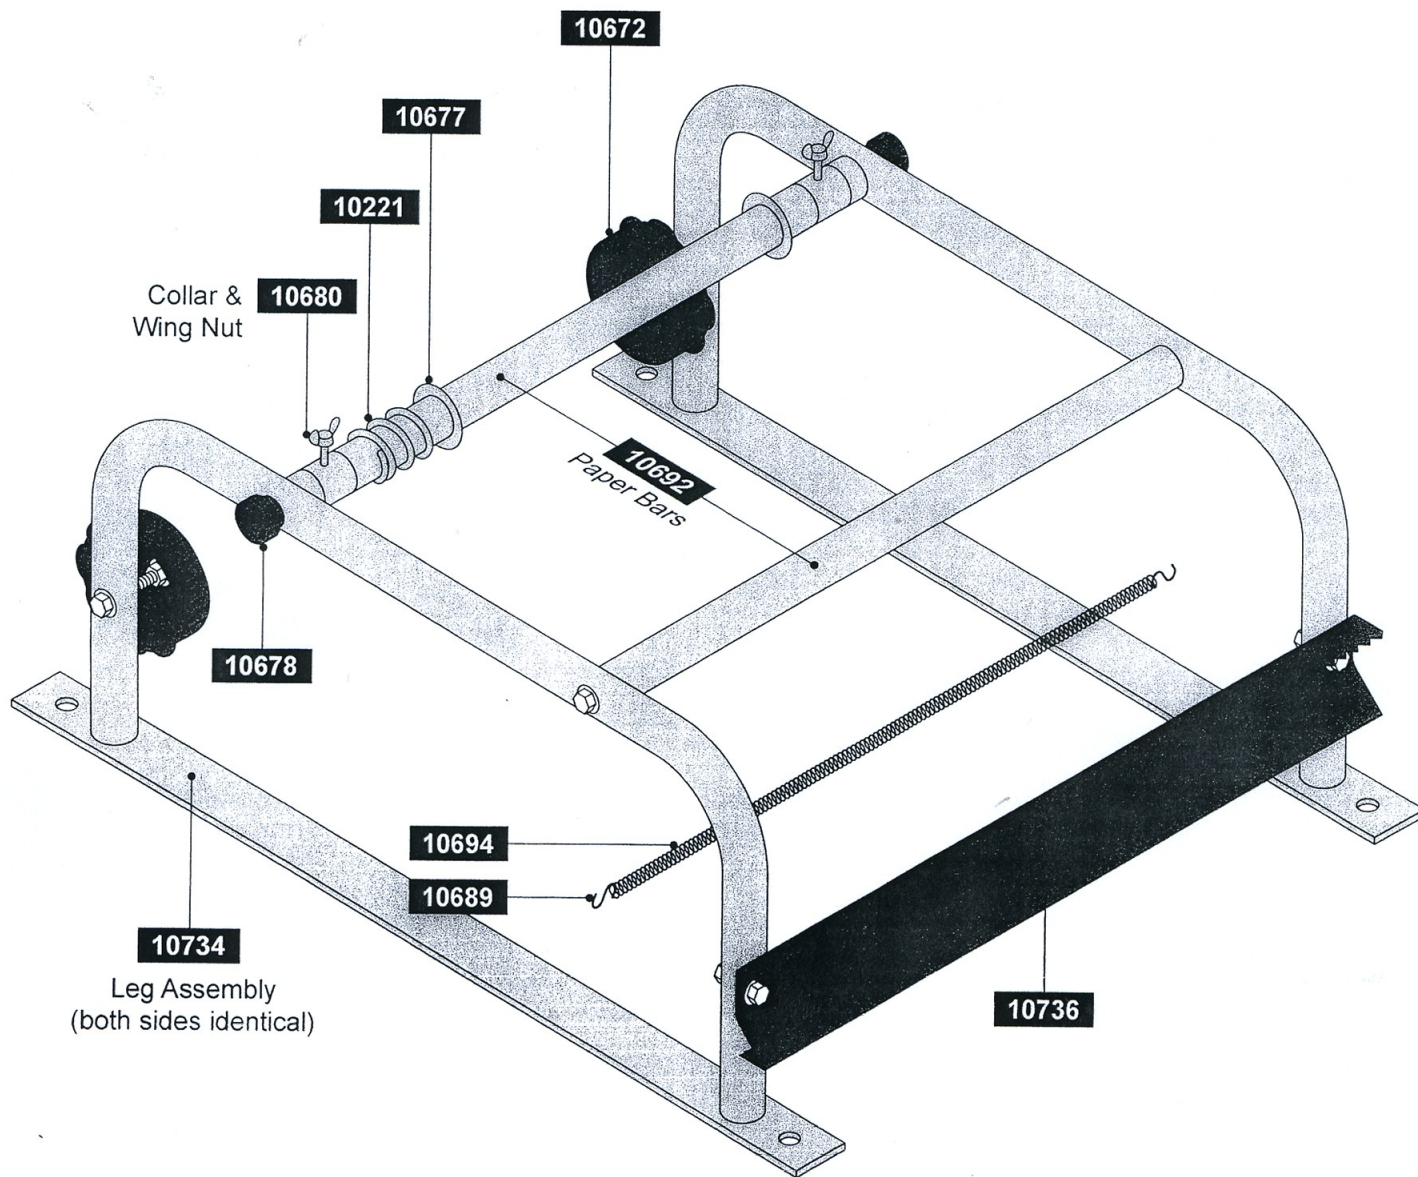 10672
10677
10221
Collar &
Wing Nut
10680
10692
Paper Bars
10678
10694
10689
10734
Leg Assembly
(both sides identical)
10736